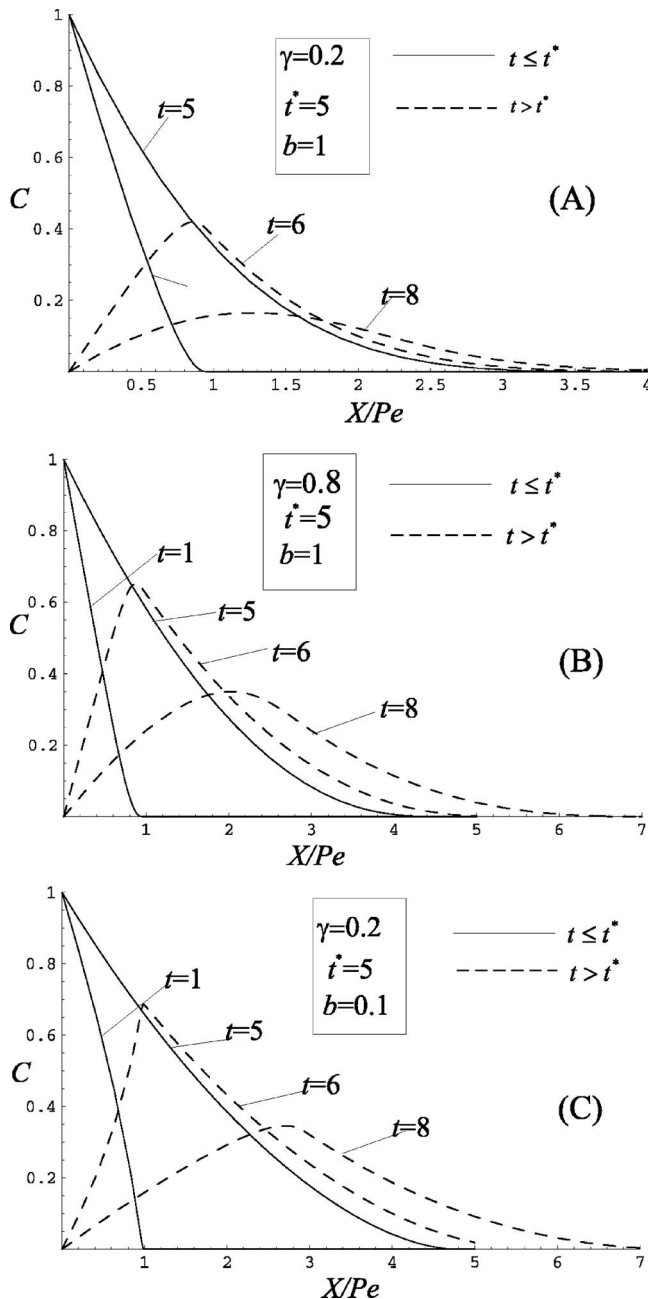 1
γ=0.2
t ≤ t*
t=5
t*=5
t > t*
0.8
b=1
0.6
C
(A)
t=6
0.4
t=8
0.2
0.5 1 1.5 2 2.5 3 3.5 4
X/Pe
1
γ=0.8
t ≤ t*
t*=5
t > t*
0.8
b=1
t=1
0.6
t=5
C
t=6
(B)
0.4
t=8
0.2
1 2 3 4 5 6 7
X/Pe
1
γ=0.2
t ≤ t*
t*=5
t > t*
0.8
b=0.1
t=1
0.6
t=5
C
t=6
(C)
0.4
t=8
0.2
1 2 3 4 5 6 7
X/Pe